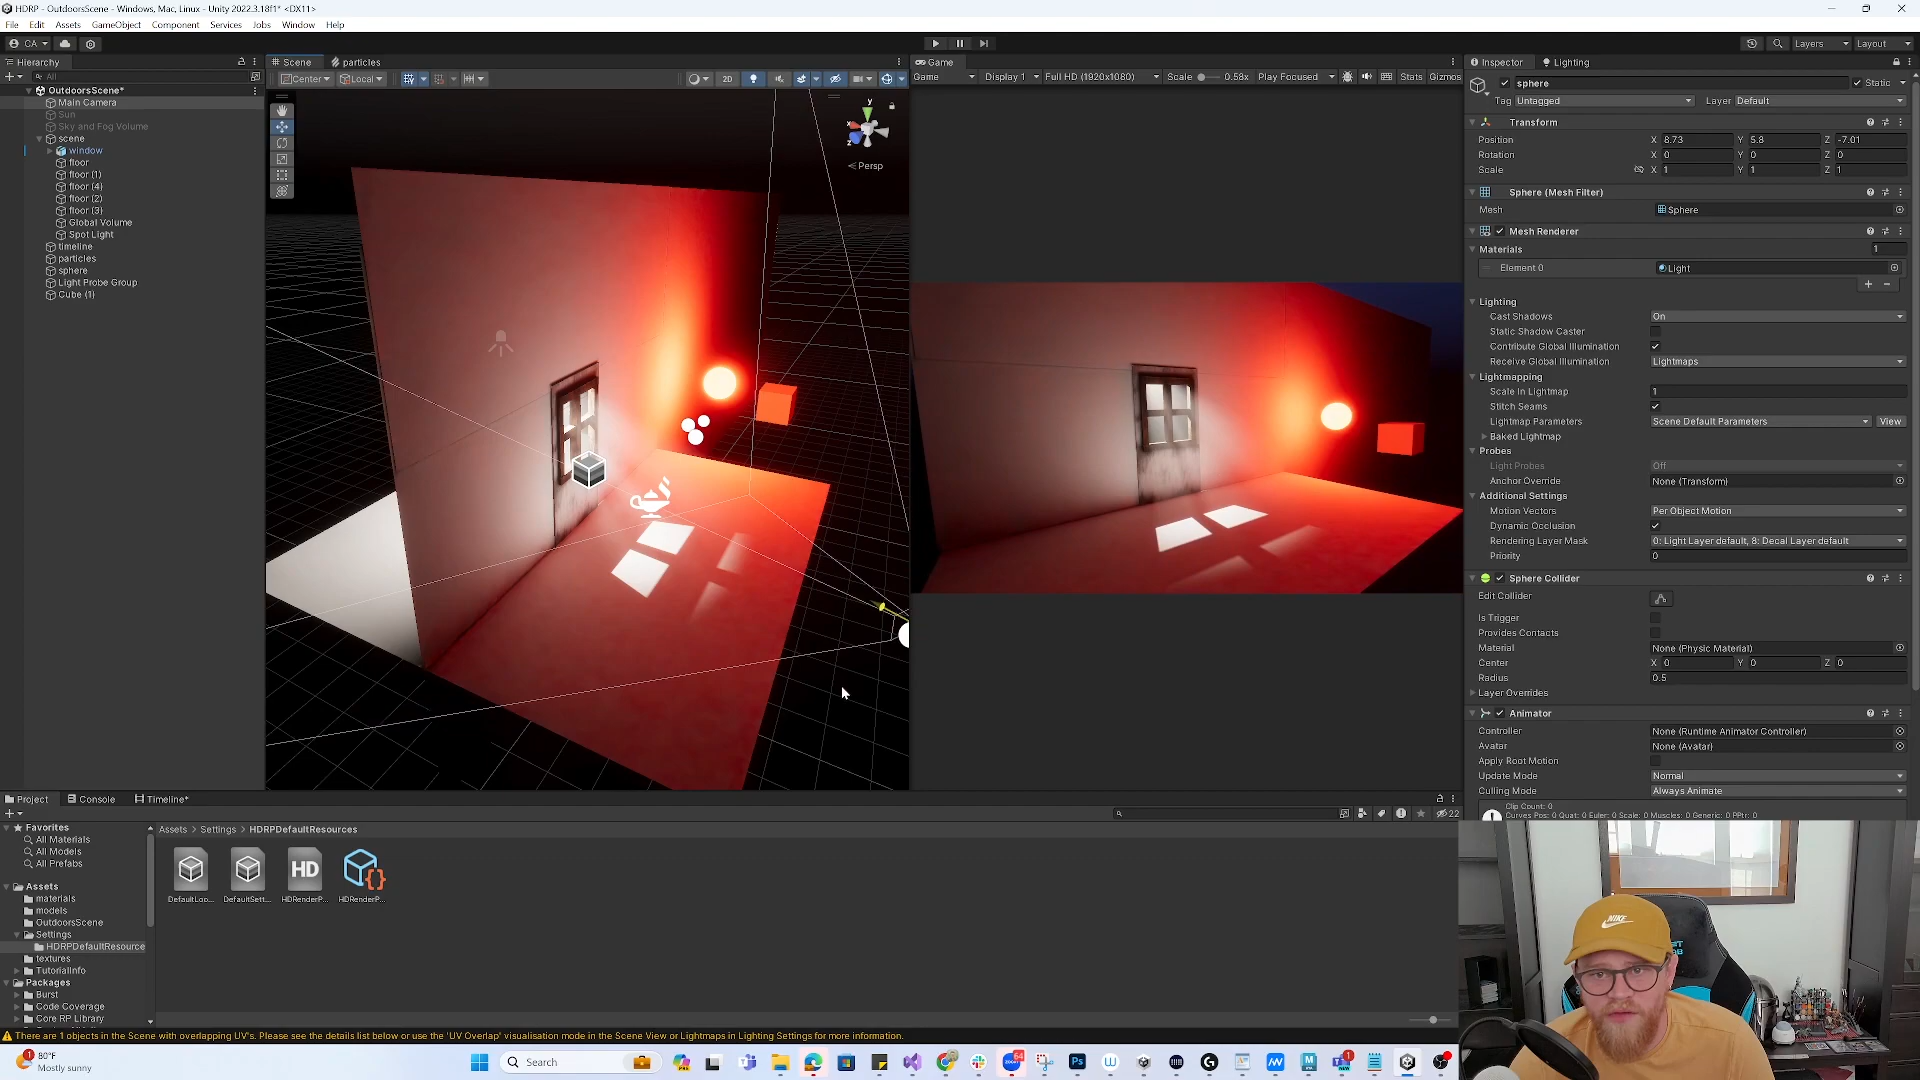 HDRP - OutdoorsScene - Windows, Mac, Linux - Unity 2022.3.18f1* <DX11>
File Edit Assets GameObject Component Services Jobs Window Help
CA Layers Layout
Hierarchy
All
OutdoorsScene*
Main Camera
Sun
Sky and Fog Volume
scene
window
floor
floor (1)
floor (4)
floor (2)
floor (3)
Global Volume
Spot Light
timeline
particles
sphere
Light Probe Group
Cube (1)
Scene particles
Center Local 2D
y
x
z
Persp
Game
Game Display 1 Full HD (1920x1080) Scale 0.58x Play Focused Stats Gizmos
Inspector Lighting
sphere Static
Tag Untagged Layer Default
Transform
Position X 8.73 Y 5.8 Z -7.01
Rotation X 0 Y 0 Z 0
Scale X 1 Y 1 Z 1
Sphere (Mesh Filter)
Mesh Sphere
Mesh Renderer
Materials 1
Element 0 Light
Lighting
Cast Shadows On
Static Shadow Caster
Contribute Global Illumination
Receive Global Illumination Lightmaps
Lightmapping
Scale In Lightmap 1
Stitch Seams
Lightmap Parameters Scene Default Parameters View
Baked Lightmap
Probes
Light Probes Off
Anchor Override None (Transform)
Additional Settings
Motion Vectors Per Object Motion
Dynamic Occlusion
Rendering Layer Mask 0: Light Layer default, 8: Decal Layer default
Priority 0
Sphere Collider
Edit Collider
Is Trigger
Provides Contacts
Material None (Physic Material)
Center X 0 Y 0 Z 0
Radius 0.5
Layer Overrides
Animator
Controller None (Runtime Animator Controller)
Avatar None (Avatar)
Apply Root Motion
Update Mode Normal
Culling Mode Always Animate
Clip Count: 0
Curves Pos: 0 Quat: 0 Euler: 0 Scale: 0 Muscles: 0 Generic: 0 PPtr: 0
Project Console Timeline*
22
Favorites
All Materials
All Models
All Prefabs
Assets
materials
models
OutdoorsScene
Settings
HDRPDefaultResource
textures
TutorialInfo
Packages
Burst
Code Coverage
Core RP Library
Assets > Settings > HDRPDefaultResources
HD
DefaultLoo... DefaultSett... HDRenderP... HDRenderP...
There are 1 objects in the Scene with overlapping UV's. Please see the details list below or use the 'UV Overlap' visualisation mode in the Scene View or Lightmaps in Lighting Settings for more information.
1
80°F
Mostly sunny
Search
64
Ps
1
NIKE